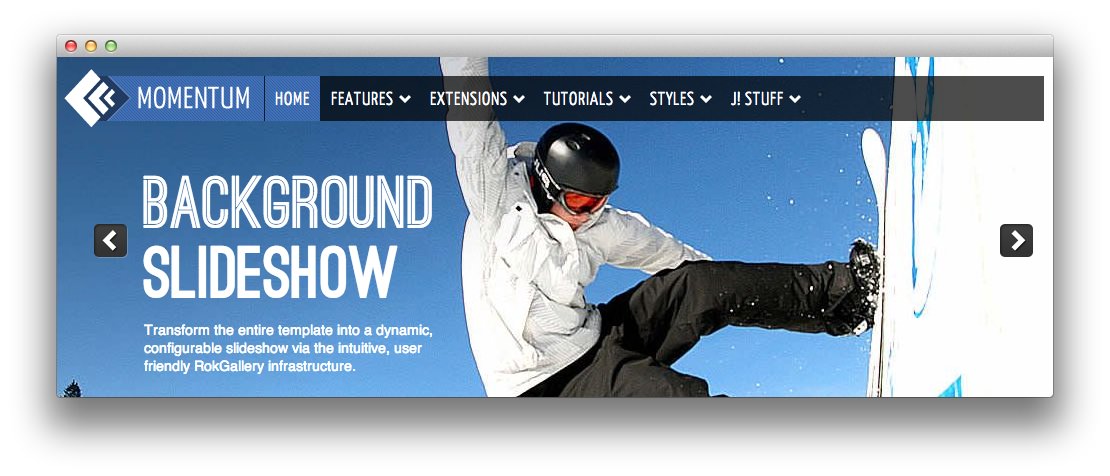 MOMENTUM
HOME FEATURES EXTENSIONS TUTORIALS STYLES J! STUFF
BACKGROUND
SLIDESHOW
Transform the entire template into a dynamic,
configurable slideshow via the intuitive, user
friendly RokGallery infrastructure.